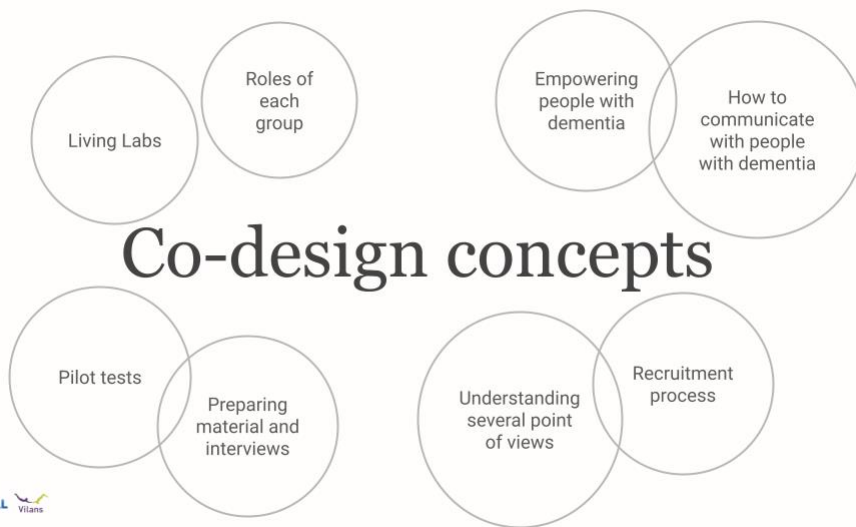 Living Labs
Roles of
each
group
Empowering
people with
dementia
How to
communicate
with people
with dementia
Co-design concepts
Pilot tests
Preparing
material and
interviews
Understanding
several point
of views
Recruitment
process
Vilans